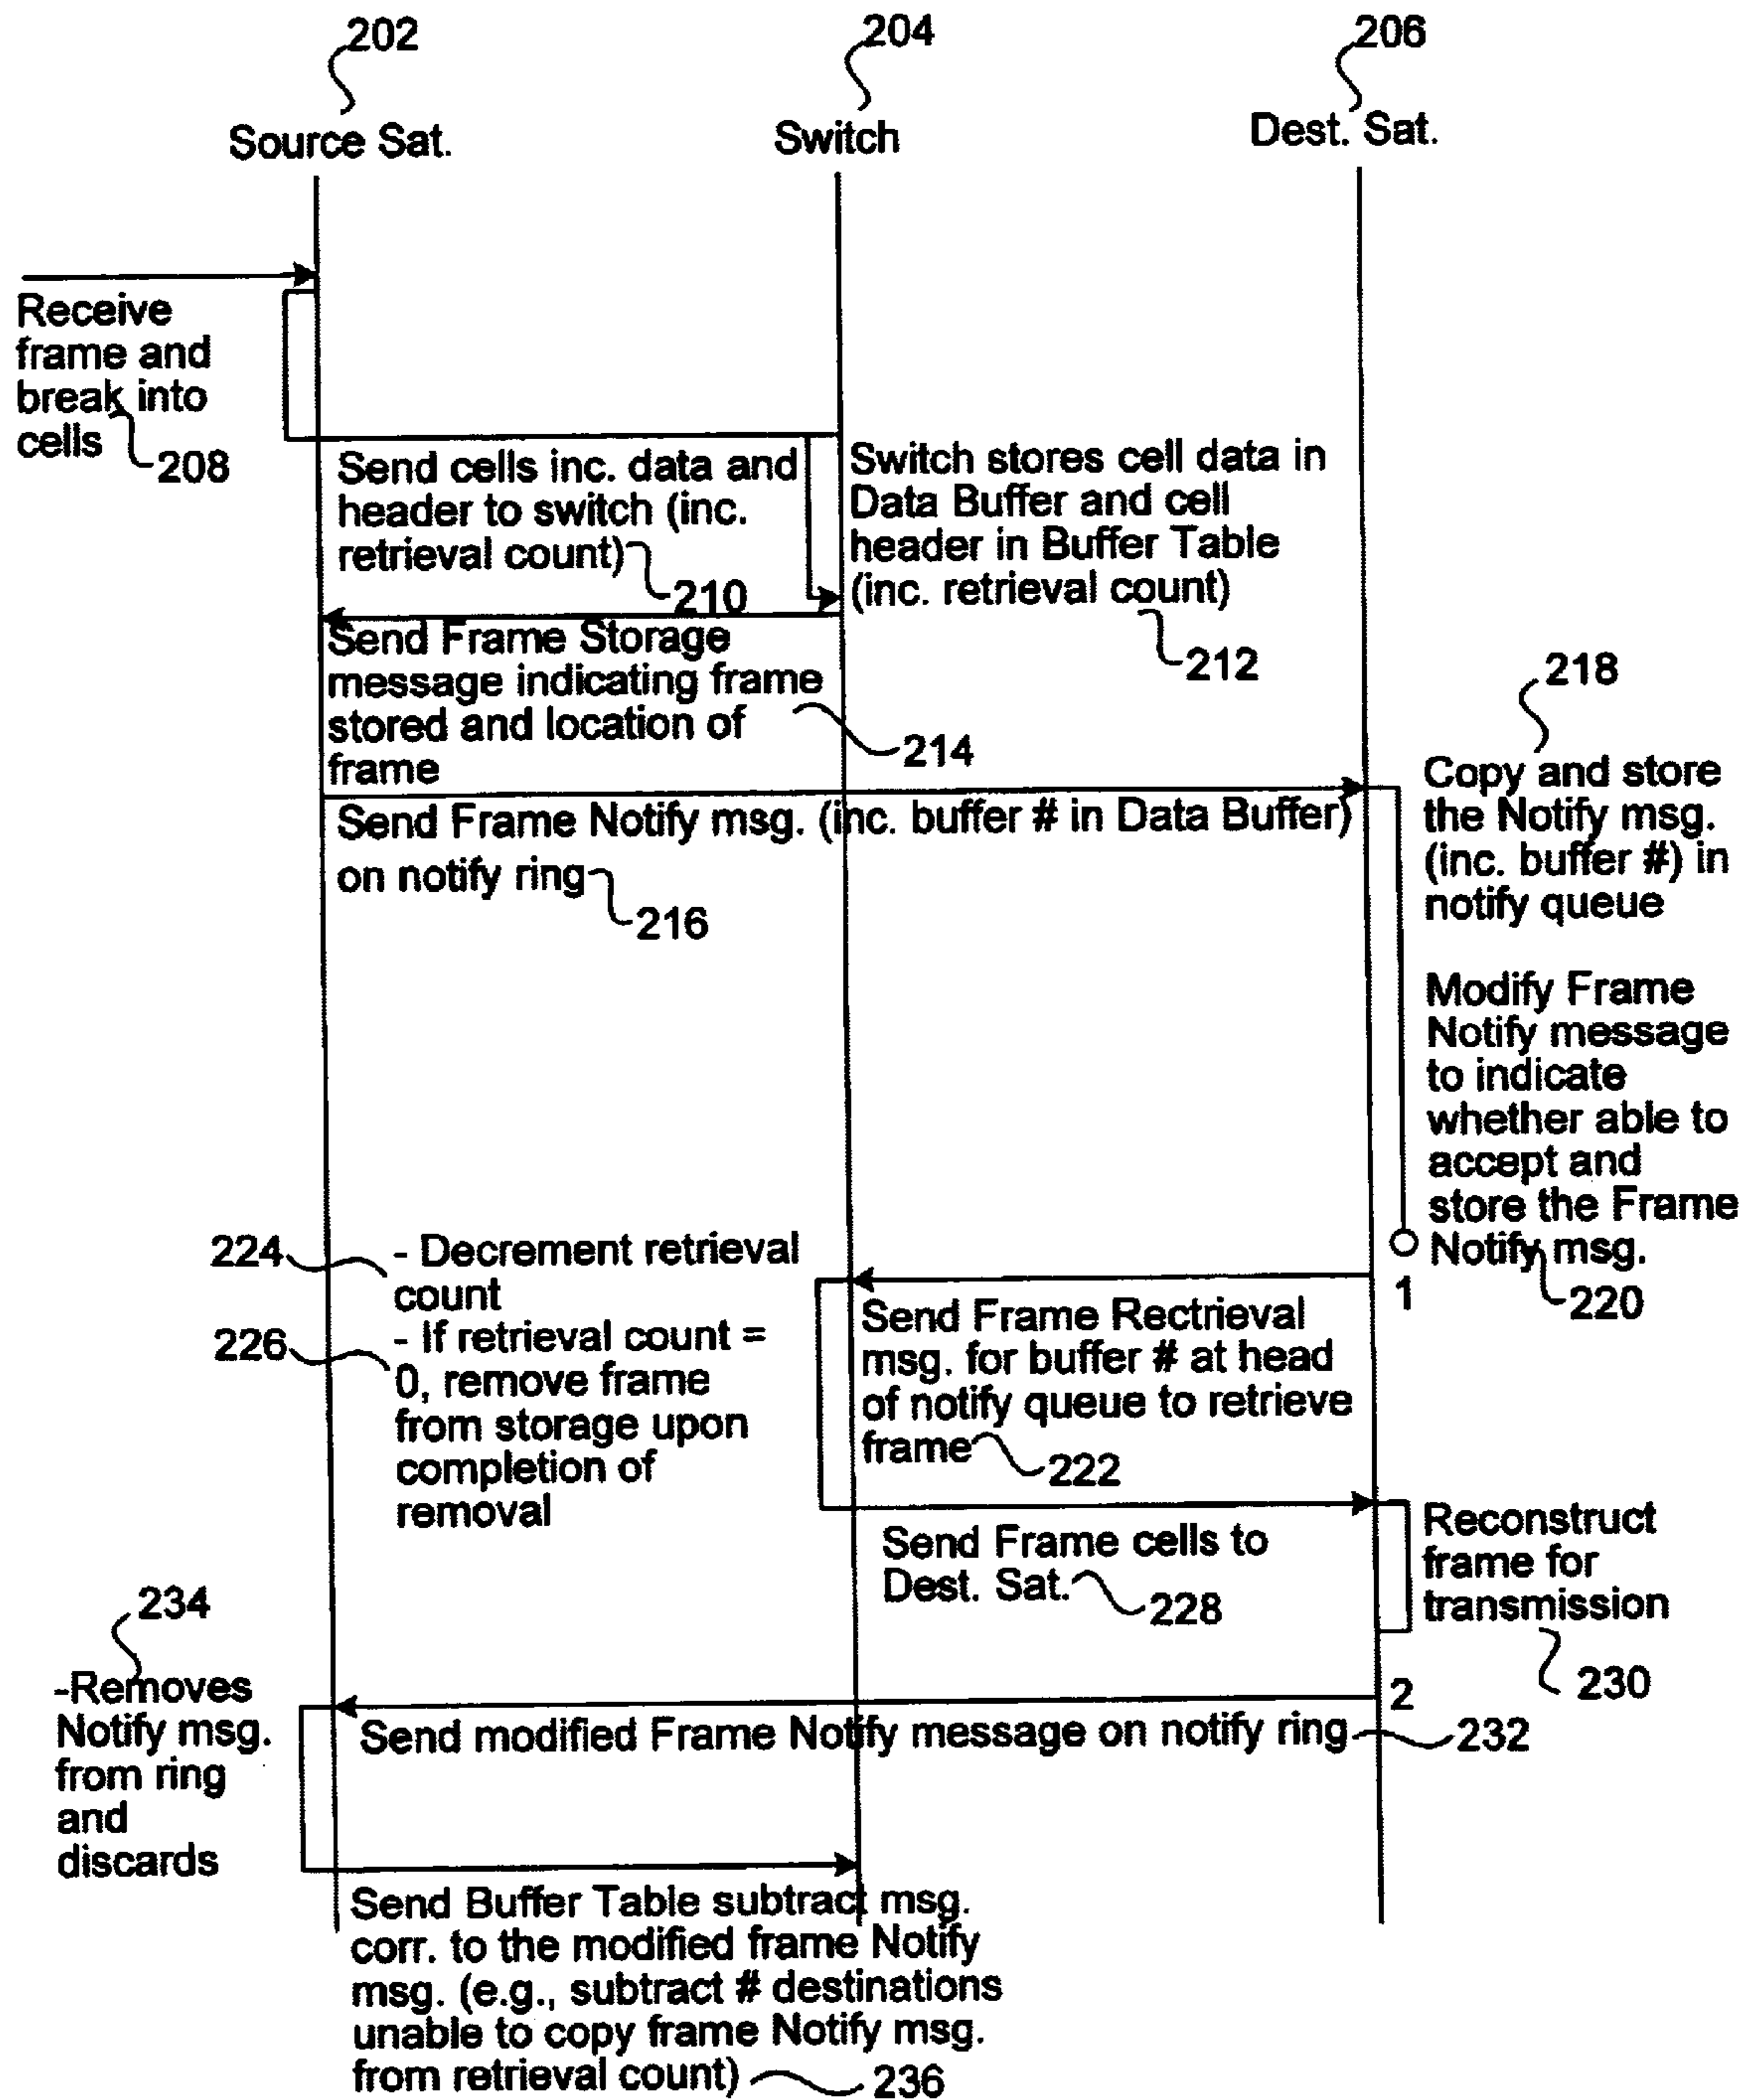 202
204
206
Source Sat.
Switch
Dest. Sat.
Receive
frame and
break into
cells
208
Send cells inc. data and
header to switch (inc.
retrieval count)
210
Switch stores cell data in
Data Buffer and cell
header in Buffer Table
(inc. retrieval count)
212
Send Frame Storage
message indicating frame
stored and location of
frame
214
Send Frame Notify msg. (inc. buffer # in Data Buffer)
on notify ring
216
218
Copy and store
the Notify msg.
(inc. buffer #) in
notify queue
Modify Frame
Notify message
to indicate
whether able to
accept and
store the Frame
Notify msg.
220
1
224
- Decrement retrieval
count
226
- If retrieval count =
0, remove frame
from storage upon
completion of
removal
Send Frame Rectrieval
msg. for buffer # at head
of notify queue to retrieve
frame
222
Send Frame cells to
Dest. Sat.
228
Reconstruct
frame for
transmission
230
234
-Removes
Notify msg.
from ring
and
discards
2
Send modified Frame Notify message on notify ring
232
Send Buffer Table subtract msg.
corr. to the modified frame Notify
msg. (e.g., subtract # destinations
unable to copy frame Notify msg.
from retrieval count)
236